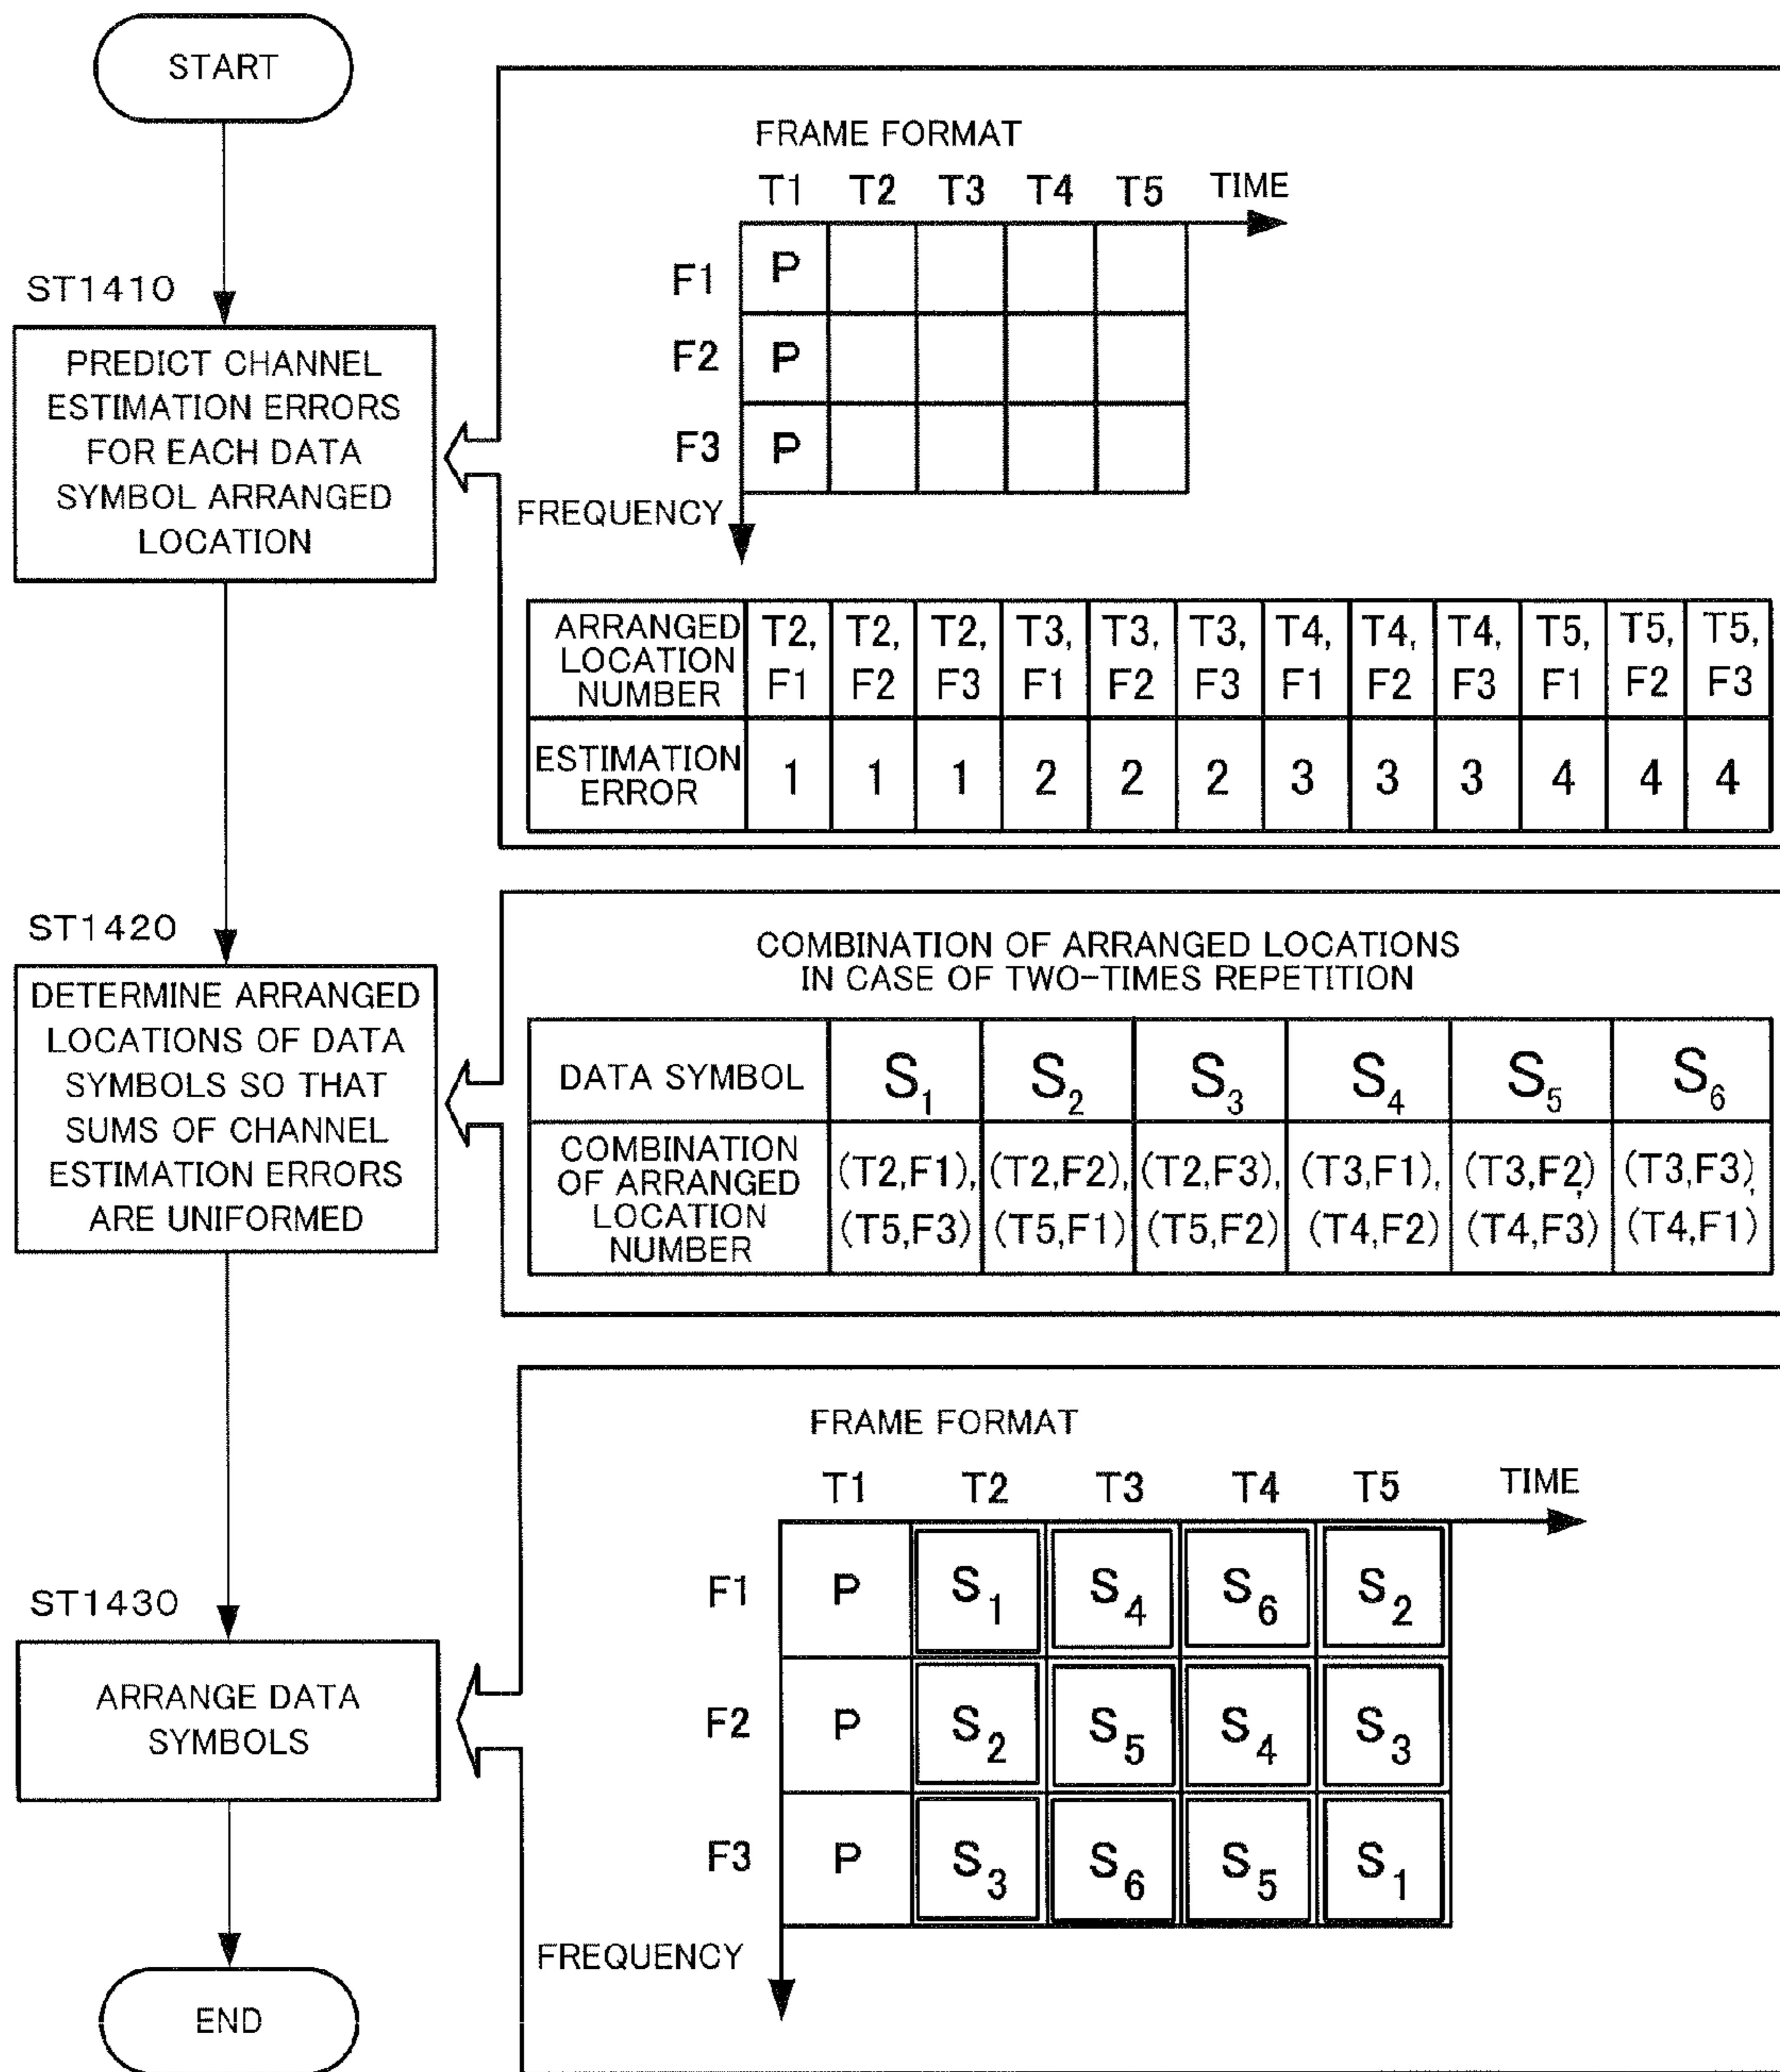 START
ST1410
PREDICT CHANNEL
ESTIMATION ERRORS
FOR EACH DATA
SYMBOL ARRANGED
LOCATION
FRAME FORMAT
T1 T2 T3 T4 T5 TIME
F1 P
F2 P
F3 P
FREQUENCY
ARRANGED LOCATION NUMBER T2, F1 T2, F2 T2, F3 T3, F1 T3, F2 T3, F3 T4, F1 T4, F2 T4, F3 T5, F1 T5, F2 T5, F3
ESTIMATION ERROR 1 1 1 2 2 2 3 3 3 4 4 4
ST1420
DETERMINE ARRANGED
LOCATIONS OF DATA
SYMBOLS SO THAT
SUMS OF CHANNEL
ESTIMATION ERRORS
ARE UNIFORMED
COMBINATION OF ARRANGED LOCATIONS
IN CASE OF TWO-TIMES REPETITION
DATA SYMBOL S1 S2 S3 S4 S5 S6
COMBINATION OF ARRANGED LOCATION NUMBER (T2,F1), (T5,F3) (T2,F2), (T5,F1) (T2,F3), (T5,F2) (T3,F1), (T4,F2) (T3,F2), (T4,F3) (T3,F3), (T4,F1)
ST1430
ARRANGE DATA
SYMBOLS
FRAME FORMAT
T1 T2 T3 T4 T5 TIME
F1 P S1 S4 S6 S2
F2 P S2 S5 S4 S3
F3 P S3 S6 S5 S1
FREQUENCY
END